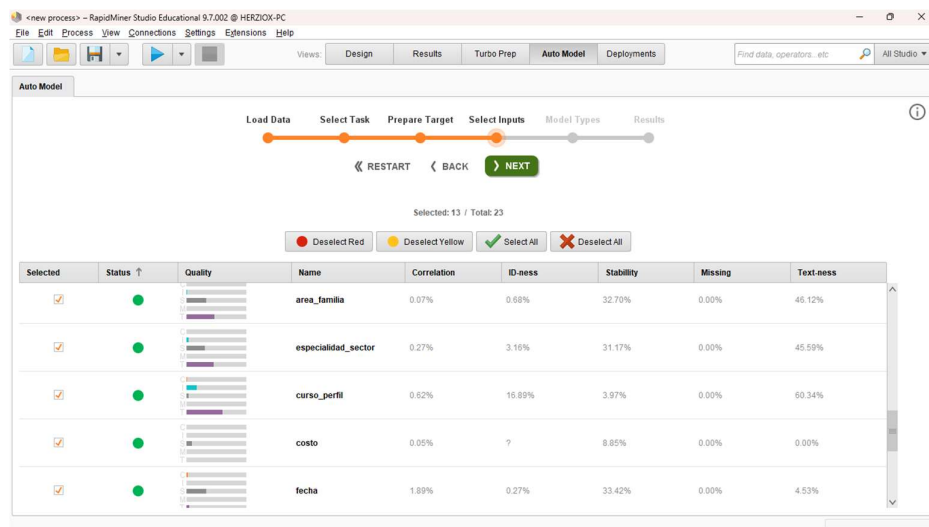 <new process> – RapidMiner Studio Educational 9.7.002 @ HERZIOX-PC
File Edit Process View Connections Settings Extensions Help
Views: Design Results Turbo Prep Auto Model Deployments Find data, operators...etc All Studio
Auto Model
Load Data Select Task Prepare Target Select Inputs Model Types Results
RESTART BACK NEXT
Selected: 13 / Total: 23
Deselect Red Deselect Yellow Select All Deselect All
Selected Status Quality Name Correlation ID-ness Stability Missing Text-ness
area_familia 0.07% 0.68% 32.70% 0.00% 46.12%
especialidad_sector 0.27% 3.16% 31.17% 0.00% 45.59%
curso_perfil 0.62% 16.89% 3.97% 0.00% 60.34%
costo 0.05% ? 8.85% 0.00% 0.00%
fecha 1.89% 0.27% 33.42% 0.00% 4.53%